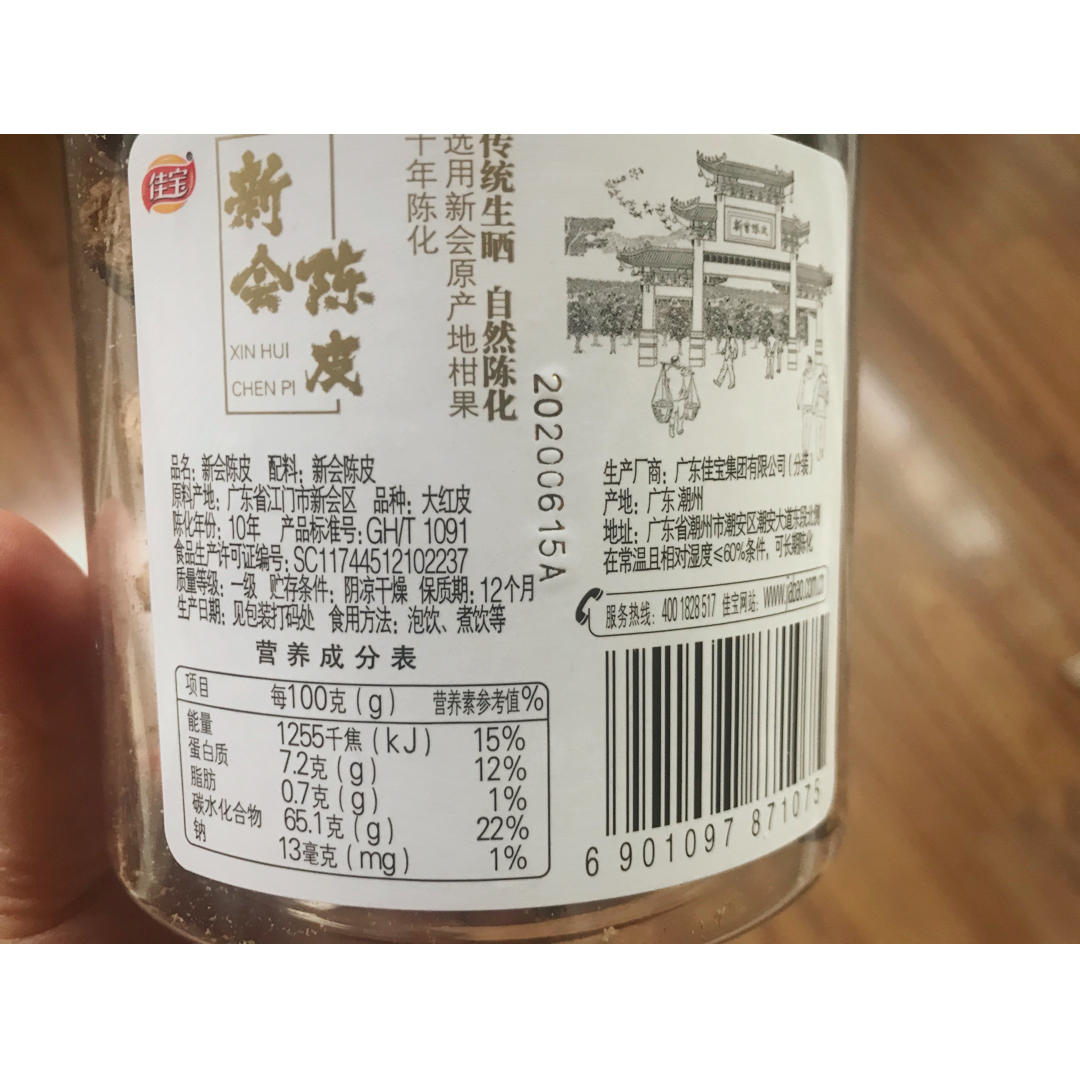 佳宝
新会
陈皮
XIN HUI
CHEN PI
传统生晒 自然陈化
选用新会原产地柑果
十年陈化
新会陈皮
20200615A
品名：新会陈皮 配料：新会陈皮
原料产地：广东省江门市新会区 品种：大红皮
陈化年份：10年 产品标准号：GH/T 1091
食品生产许可证编号：SC11744512102237
质量等级：一级 贮存条件：阴凉干燥 保质期：12个月
生产日期：见包装打码处 食用方法：泡饮、煮饮等
营养成分表
项目 每100克(g) 营养素参考值%
能量 1255千焦(kJ) 15%
蛋白质 7.2克(g) 12%
脂肪 0.7克(g) 1%
碳水化合物 65.1克(g) 22%
钠 13毫克(mg) 1%
生产厂商：广东佳宝集团有限公司(分装)
产地：广东 潮州
地址：广东省潮州市潮安区潮安大道东段北侧
在常温且相对湿度≤60%条件，可长期陈化
服务热线：400 1828 517 佳宝网站：www.jiabao.com.cn
6 901097 871075